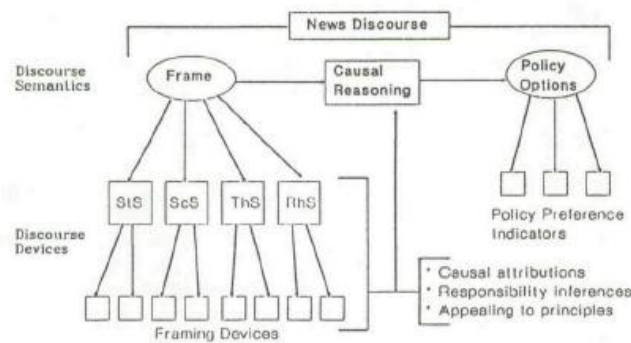 News Discourse
Discourse
Semantics
Frame
Causal
Reasoning
Policy
Options
StS
ScS
ThS
RhS
Policy Preference
Indicators
Discourse
Devices
* Causal attributions
* Responsibility inferences
* Appealing to principles
Framing Devices